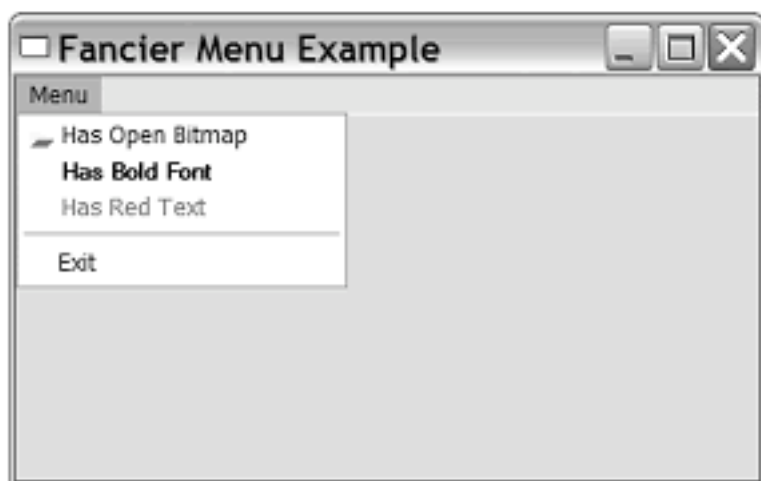 Fancier Menu Example
Menu
Has Open Bitmap
Has Bold Font
Has Red Text
Exit